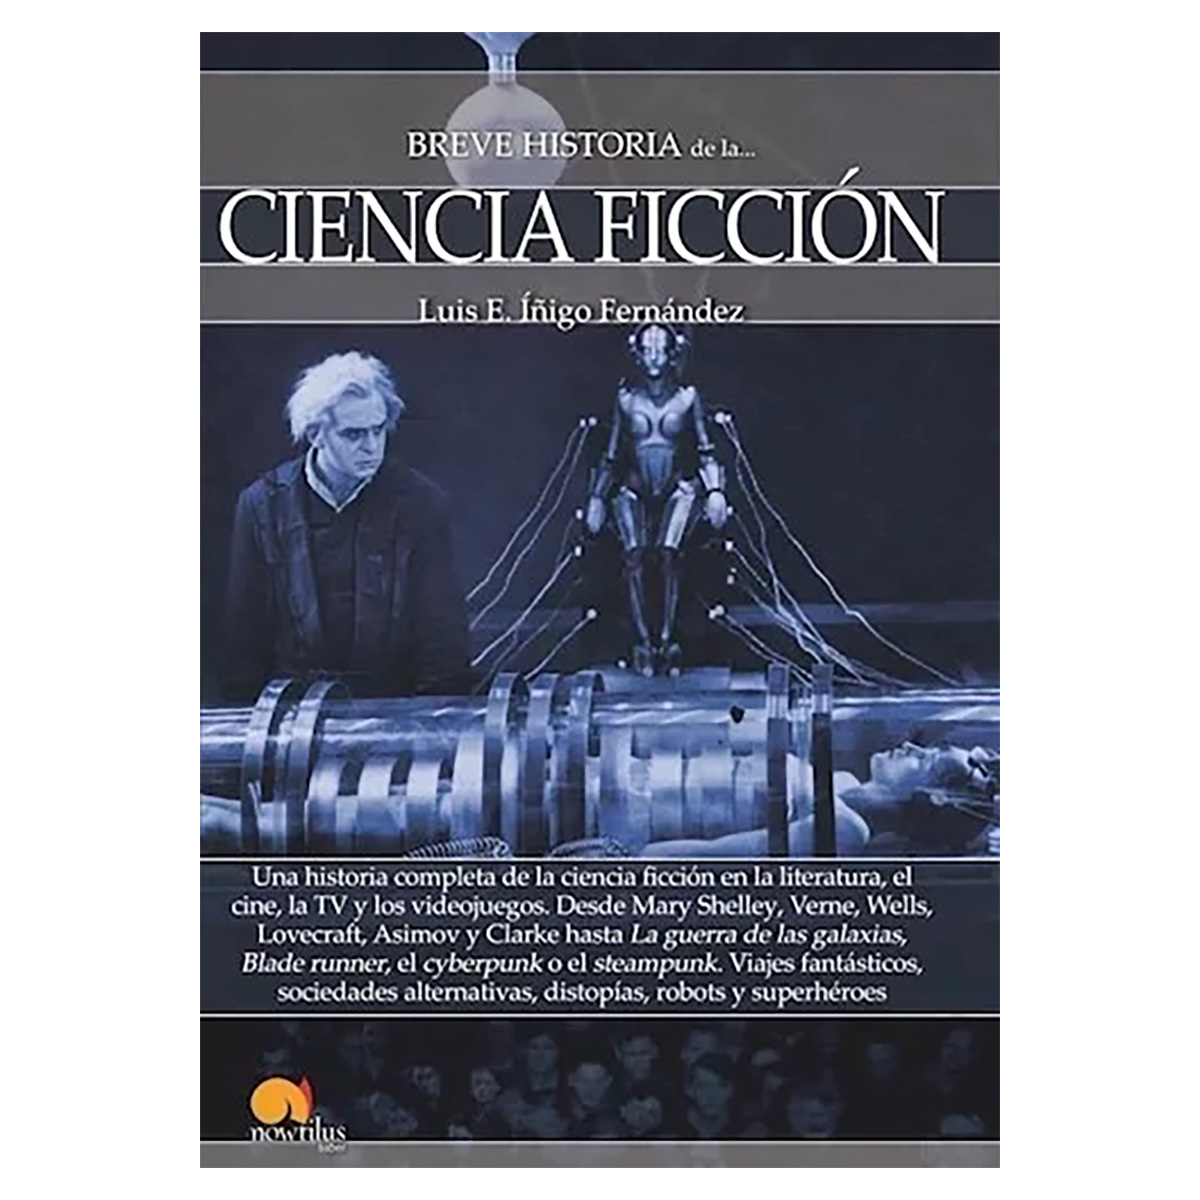 BREVE HISTORIA de la...
CIENCIA FICCIÓN
Luis E. Íñigo Fernández
Una historia completa de la ciencia ficción en la literatura, el
cine, la TV y los videojuegos. Desde Mary Shelley, Verne, Wells,
Lovecraft, Asimov y Clarke hasta La guerra de las galaxias,
Blade runner, el cyberpunk o el steampunk. Viajes fantásticos,
sociedades alternativas, distopías, robots y superhéroes
nowtilus
saber